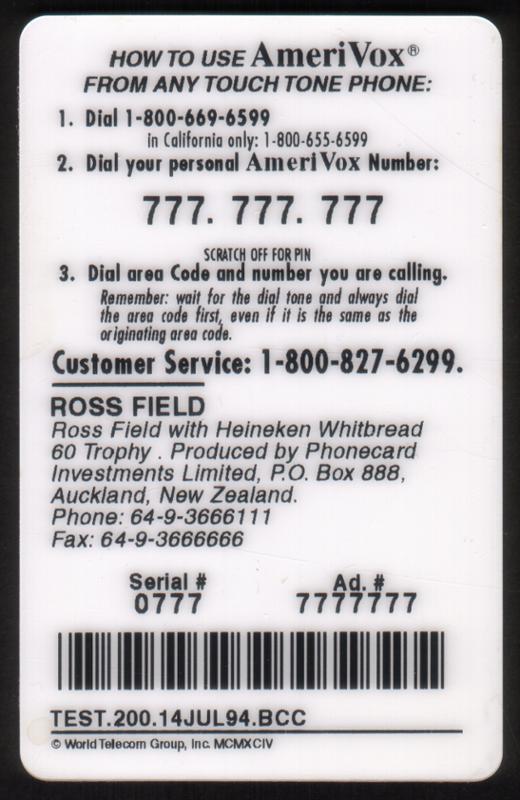 HOW TO USE AmeriVox®
FROM ANY TOUCH TONE PHONE:
1. Dial 1-800-669-6599
in California only: 1-800-655-6599
2. Dial your personal AmeriVox Number:
777. 777. 777
SCRATCH OFF FOR PIN
3. Dial area Code and number you are calling.
Remember: wait for the dial tone and always dial
the area code first, even if it is the same as the
originating area code.
Customer Service: 1-800-827-6299.
ROSS FIELD
Ross Field with Heineken Whitbread
60 Trophy . Produced by Phonecard
Investments Limited, P.O. Box 888,
Auckland, New Zealand.
Phone: 64-9-3666111
Fax: 64-9-3666666
Serial # Ad. #
0777 7777777
TEST.200.14JUL94.BCC
© World Telecom Group, Inc. MCMXCIV